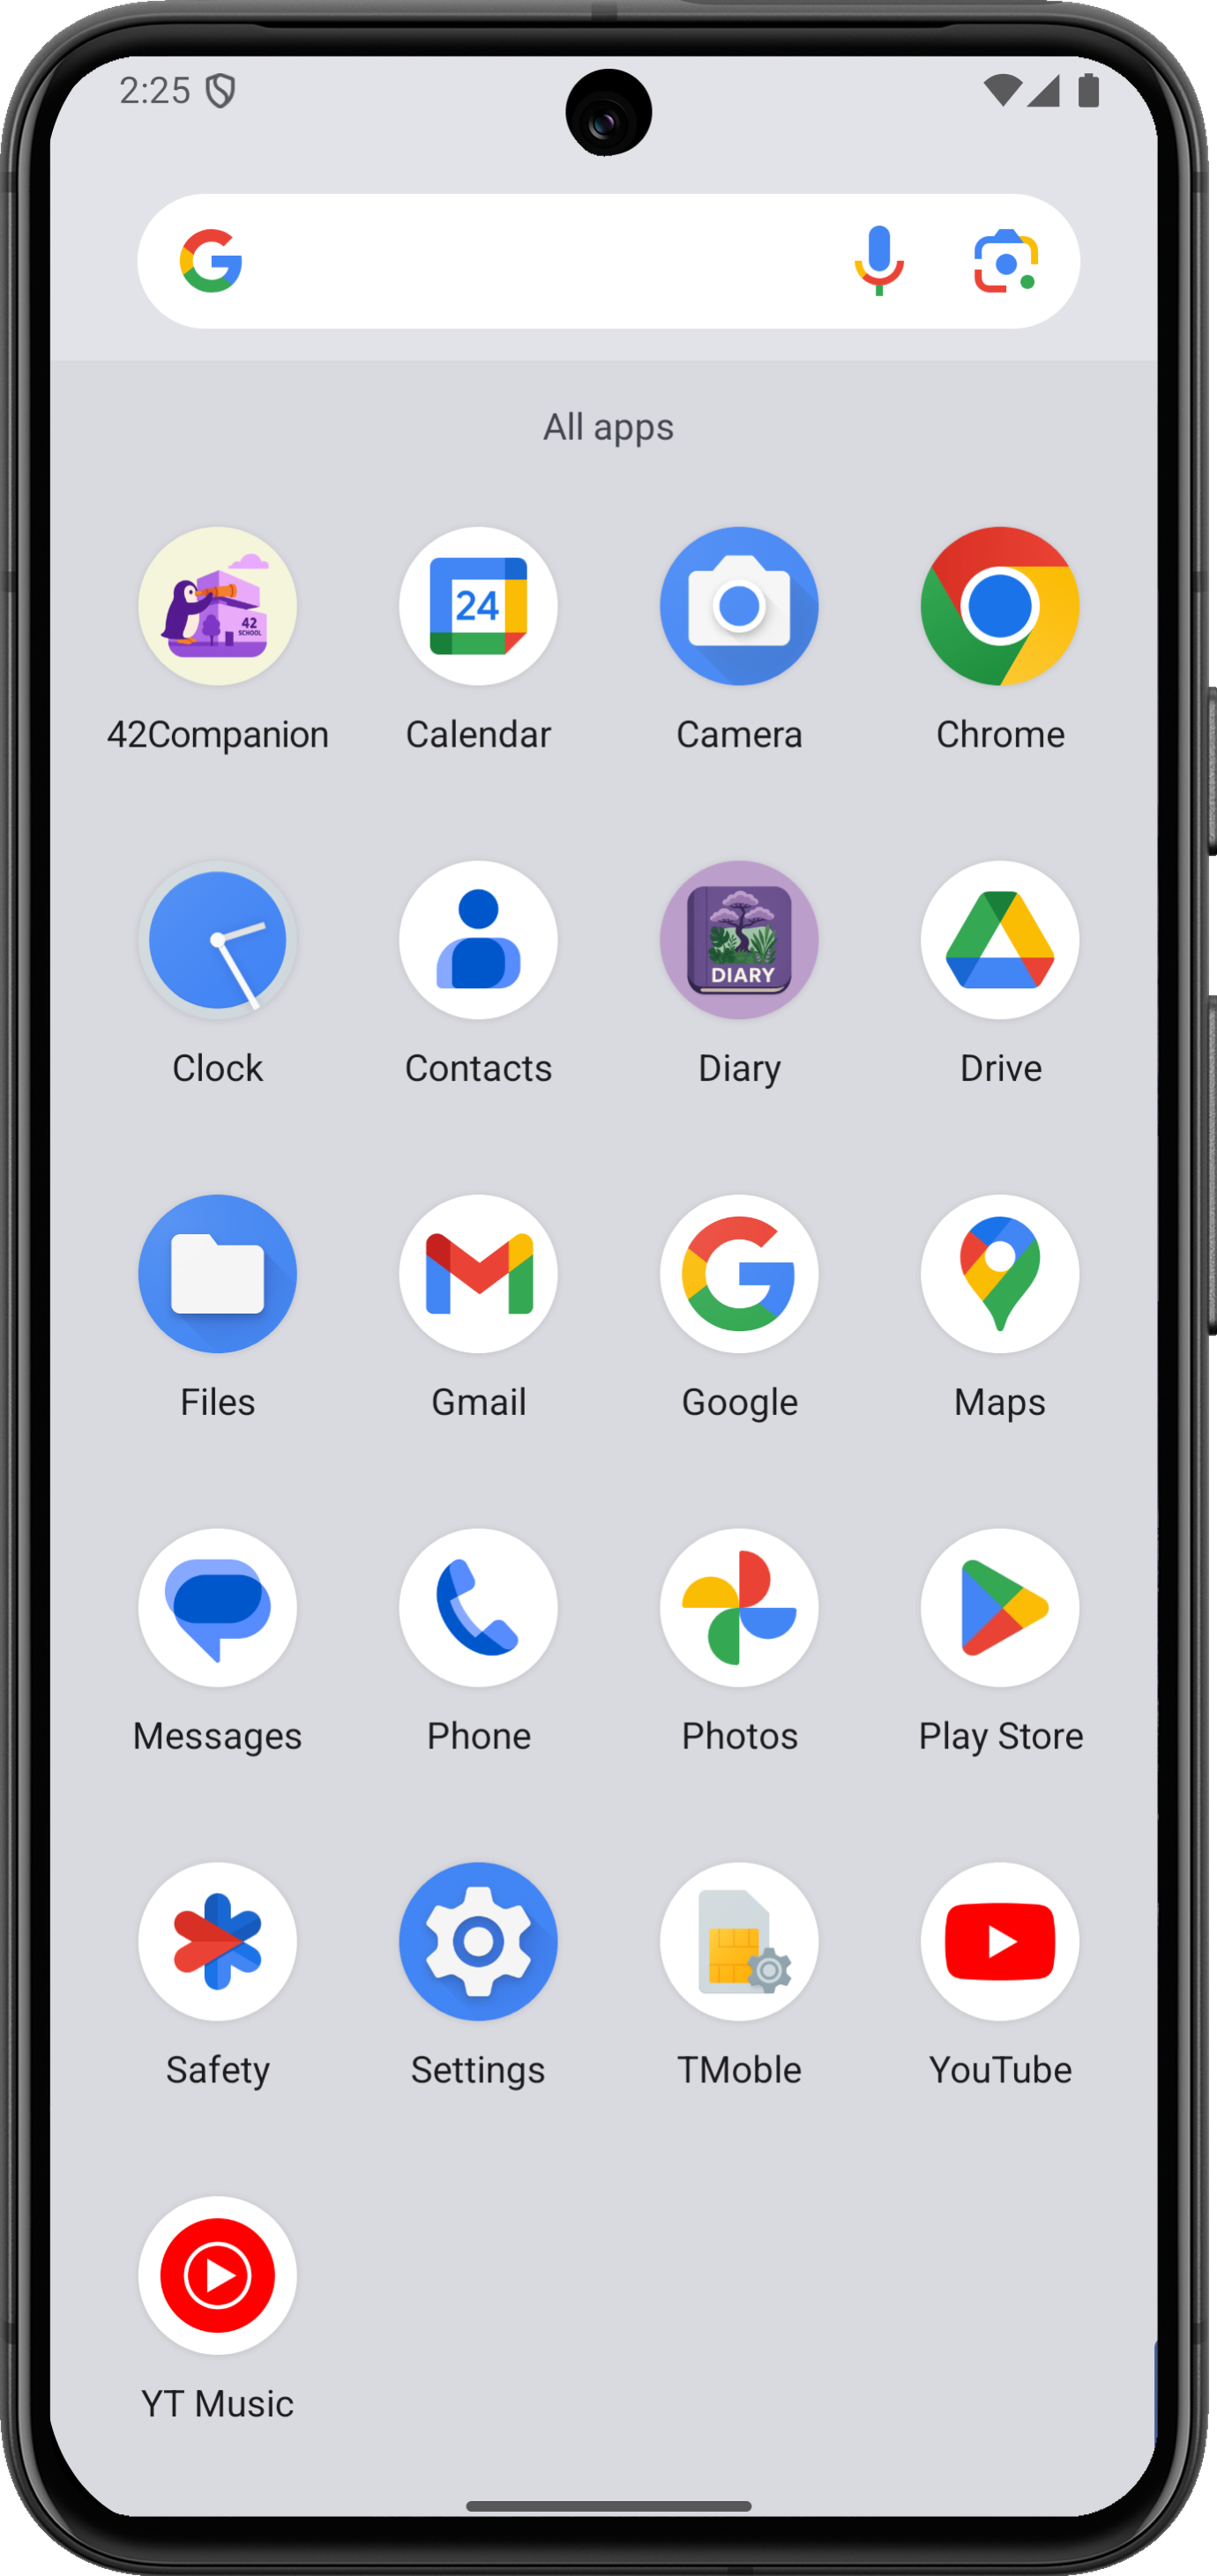 2:25
All apps
24
42
SCHOOL
42Companion
Calendar
Camera
Chrome
DIARY
Clock
Contacts
Diary
Drive
Files
Gmail
Google
Maps
Messages
Phone
Photos
Play Store
Safety
Settings
TMoble
YouTube
YT Music